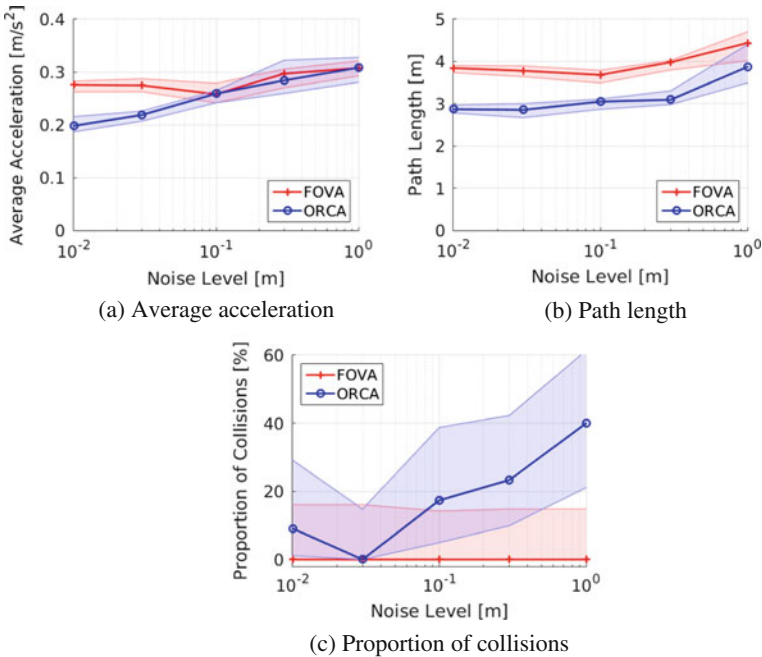 0.4
0.3
0.2
0.1
0
Average Acceleration [m/s²]
FOVA
ORCA
10⁻²
10⁻¹
10⁰
Noise Level [m]
(a) Average acceleration
5
4
3
2
1
0
Path Length [m]
FOVA
ORCA
10⁻²
10⁻¹
10⁰
Noise Level [m]
(b) Path length
60
40
20
0
Proportion of Collisions [%]
FOVA
ORCA
10⁻²
10⁻¹
10⁰
Noise Level [m]
(c) Proportion of collisions